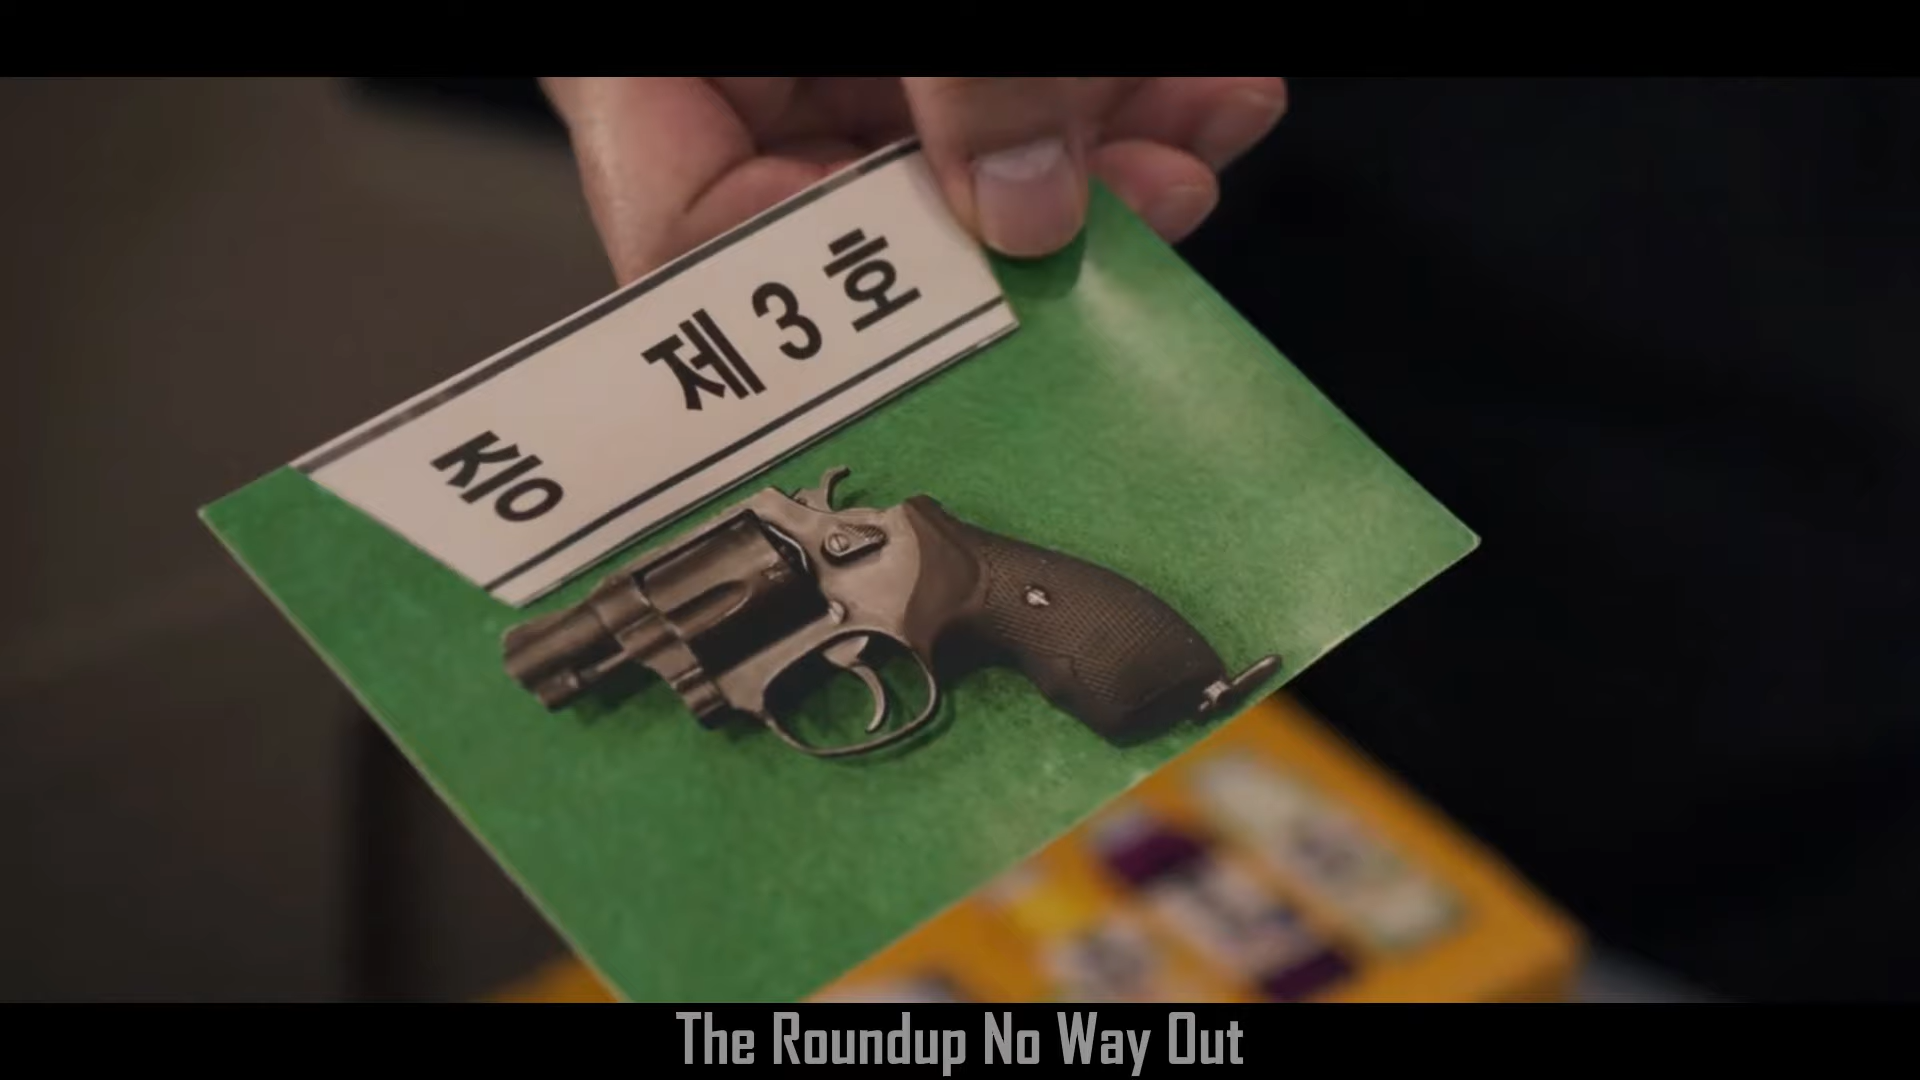 증 제 3 호
The Roundup No Way Out